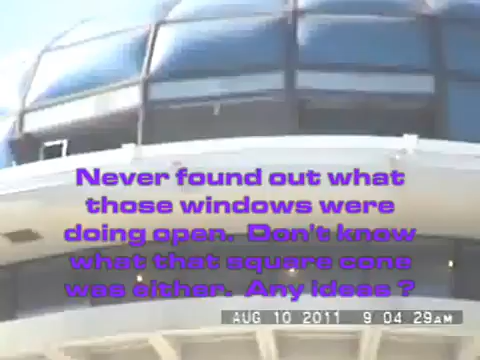 Never found out what
those windows were
doing open. Don't know
what that square cone
was either. Any ideas ?
AUG 10 2011 9 04 29AM